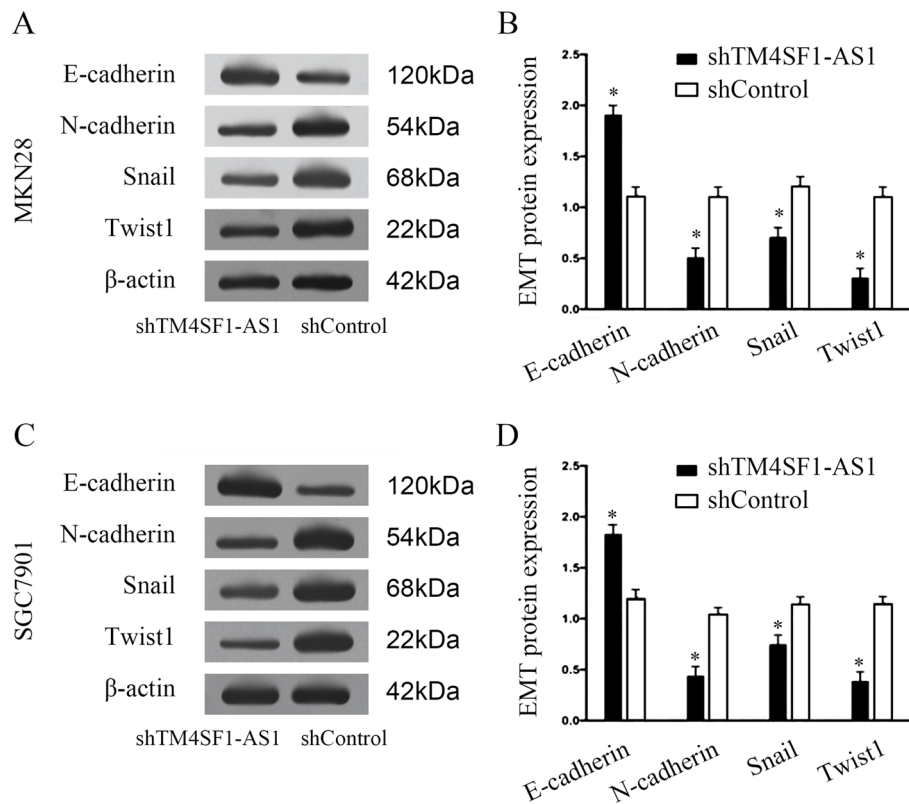 A
MKN28
E-cadherin 120kDa
N-cadherin 54kDa
Snail 68kDa
Twist1 22kDa
β-actin 42kDa
shTM4SF1-AS1 shControl
B
EMT protein expression
2.5
2.0
1.5
1.0
0.5
0.0
shTM4SF1-AS1
shControl
* * * *
E-cadherin N-cadherin Snail Twist1
C
SGC7901
E-cadherin 120kDa
N-cadherin 54kDa
Snail 68kDa
Twist1 22kDa
β-actin 42kDa
shTM4SF1-AS1 shControl
D
EMT protein expression
2.5
2.0
1.5
1.0
0.5
0.0
shTM4SF1-AS1
shControl
* * * *
E-cadherin N-cadherin Snail Twist1